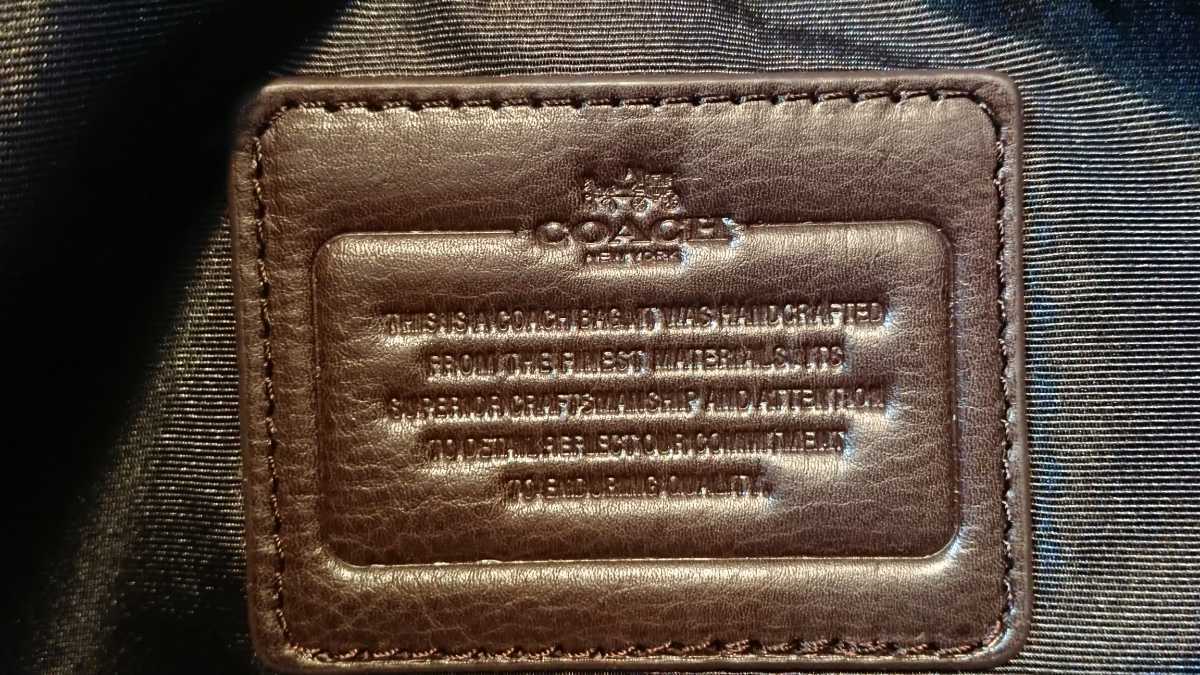 COACH
NEW YORK
THIS IS A COACH BAG. IT WAS HANDCRAFTED
FROM THE FINEST MATERIALS. ITS
SUPERIOR CRAFTSMANSHIP AND ATTENTION
TO DETAIL REFLECT OUR COMMITMENT
TO ENDURING QUALITY.